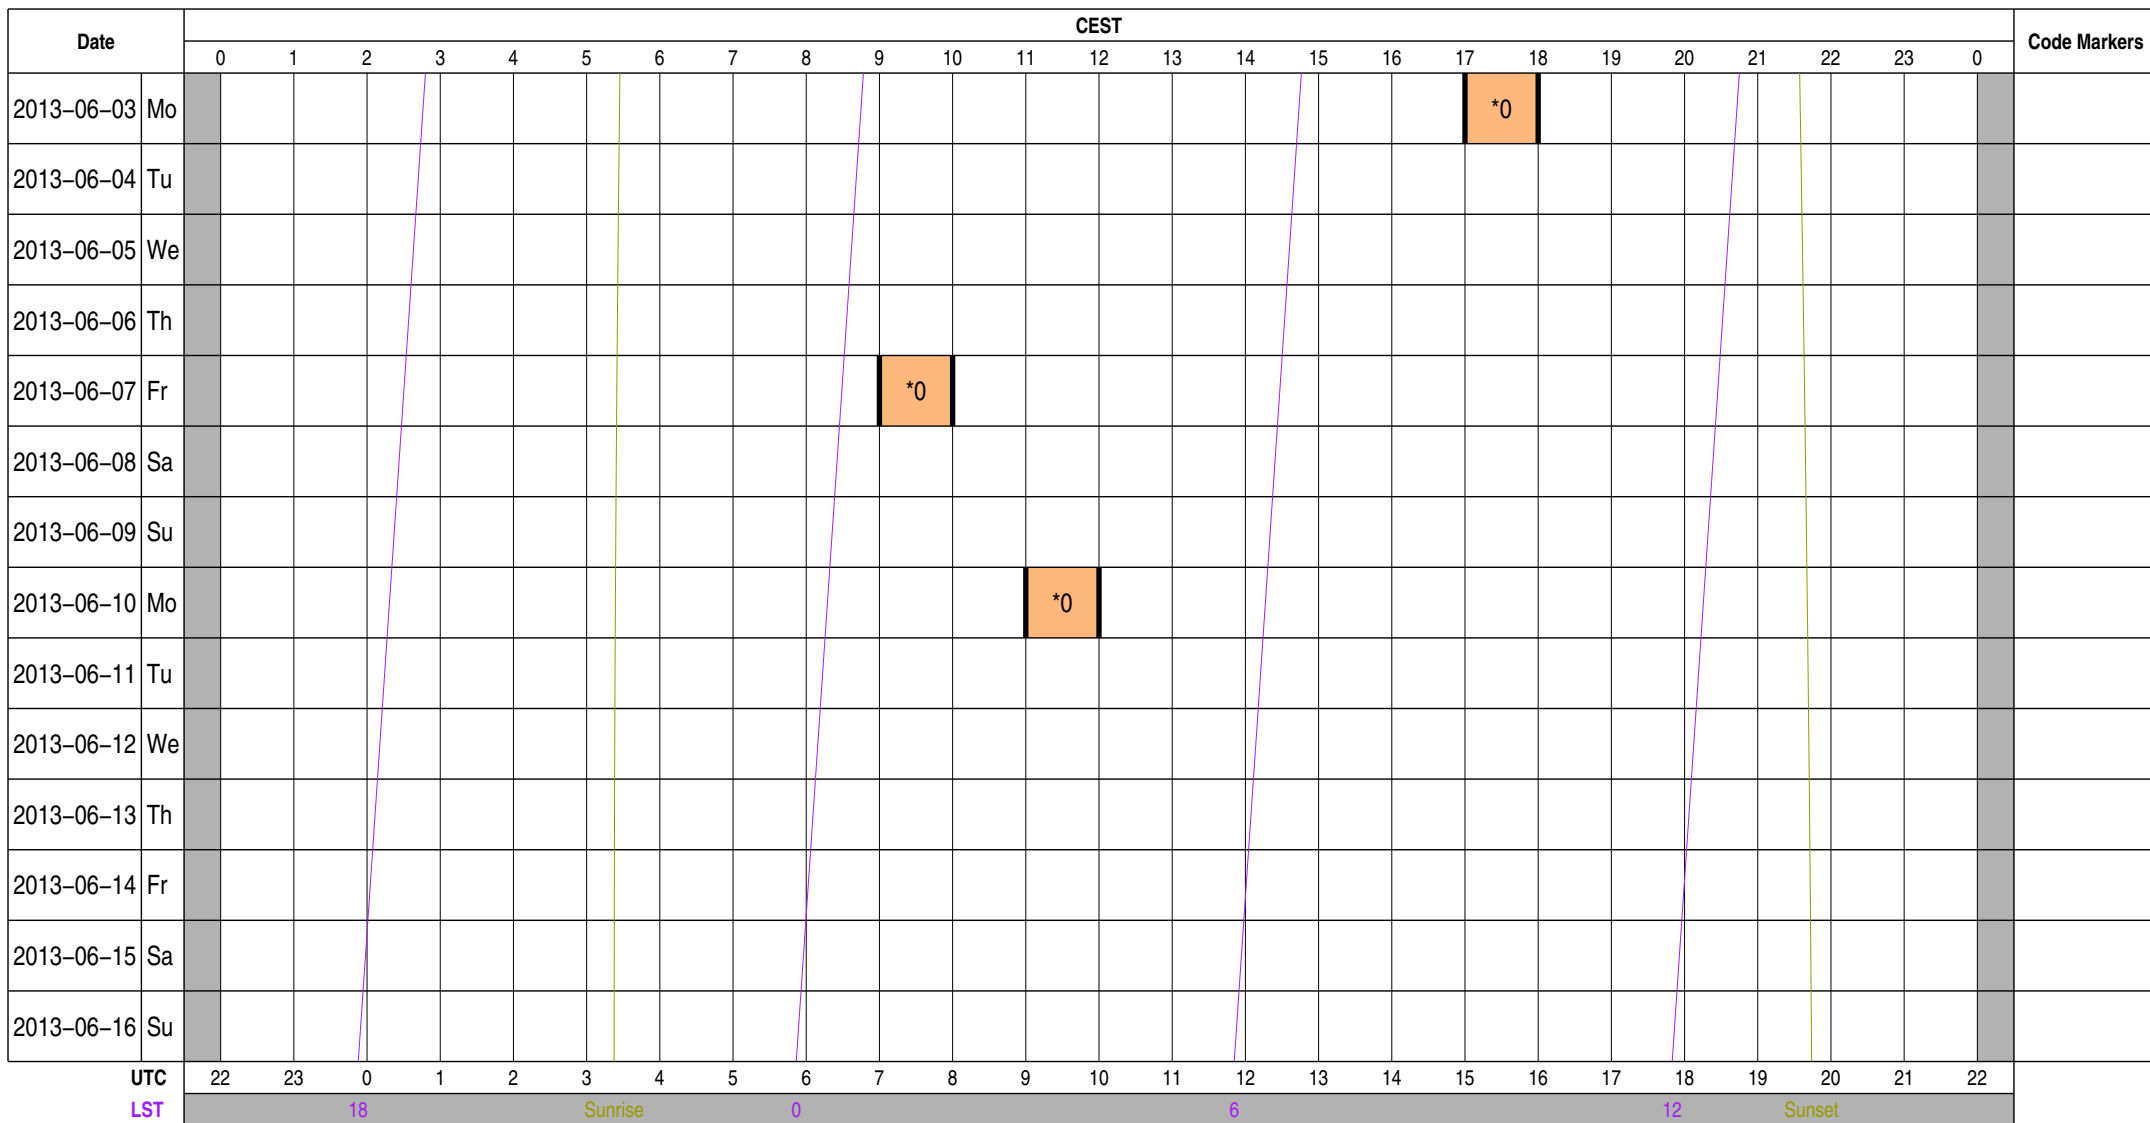 Date CEST Code Markers
0 1 2 3 4 5 6 7 8 9 10 11 12 13 14 15 16 17 18 19 20 21 22 23 0
2013−06−03 Mo *0
2013−06−04 Tu
2013−06−05 We
2013−06−06 Th
2013−06−07 Fr *0
2013−06−08 Sa
2013−06−09 Su
2013−06−10 Mo *0
2013−06−11 Tu
2013−06−12 We
2013−06−13 Th
2013−06−14 Fr
2013−06−15 Sa
2013−06−16 Su
UTC 22 23 0 1 2 3 4 5 6 7 8 9 10 11 12 13 14 15 16 17 18 19 20 21 22
LST 18 Sunrise 0 6 12 Sunset